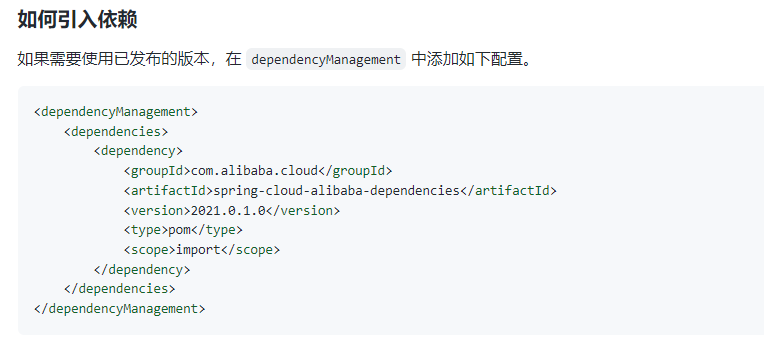 如何引入依赖
如果需要使用已发布的版本，在 dependencyManagement 中添加如下配置。
<dependencyManagement>
    <dependencies>
        <dependency>
            <groupId>com.alibaba.cloud</groupId>
            <artifactId>spring-cloud-alibaba-dependencies</artifactId>
            <version>2021.0.1.0</version>
            <type>pom</type>
            <scope>import</scope>
        </dependency>
    </dependencies>
</dependencyManagement>